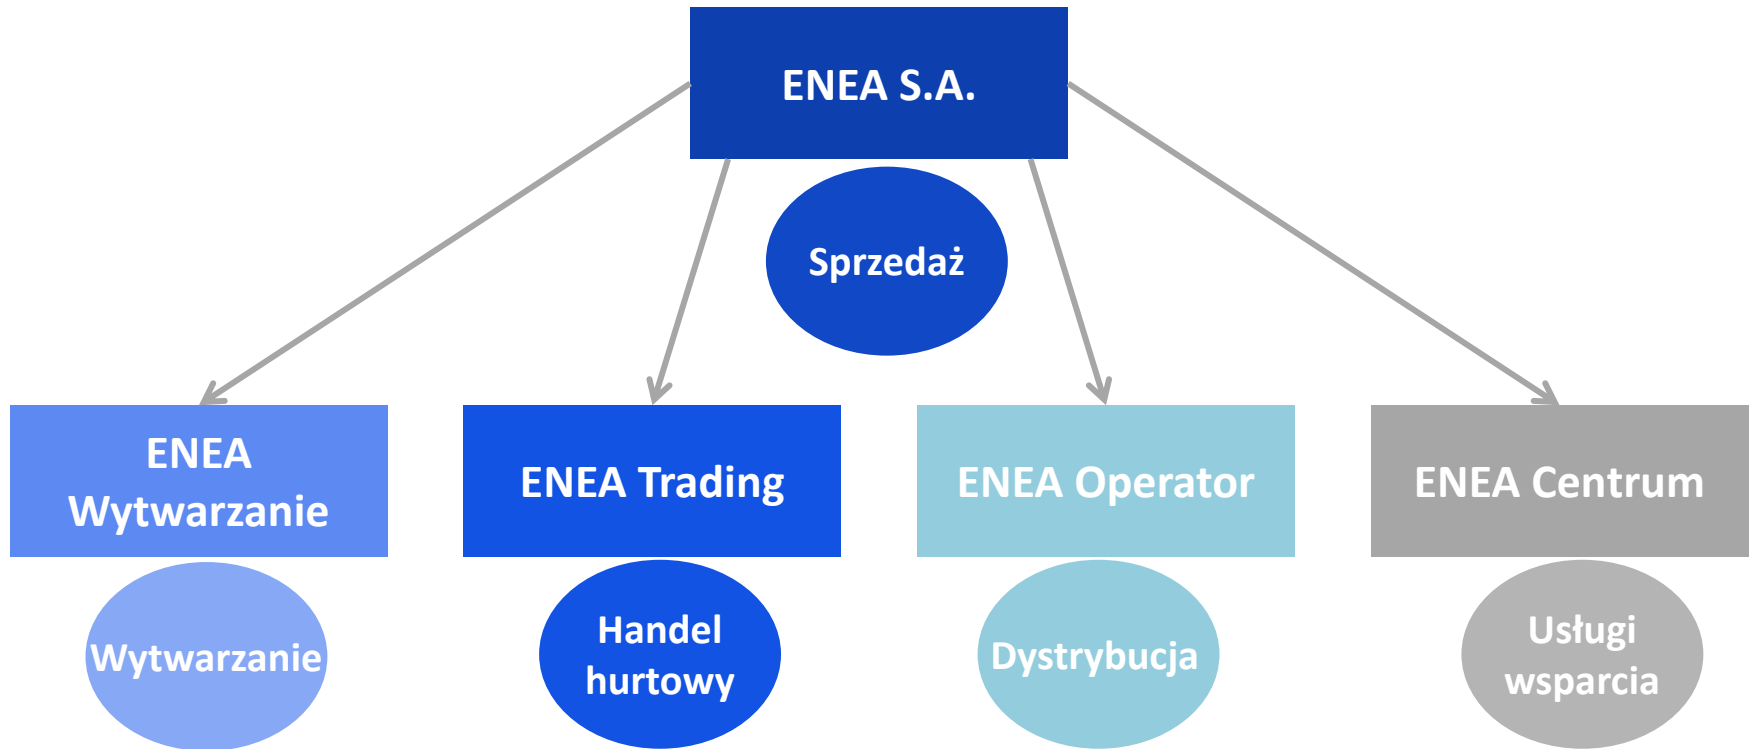 ENEA S.A.
Sprzedaż
ENEA
Wytwarzanie
ENEA Trading
ENEA Operator
ENEA Centrum
Wytwarzanie
Handel
hurtowy
Dystrybucja
Usługi
wsparcia